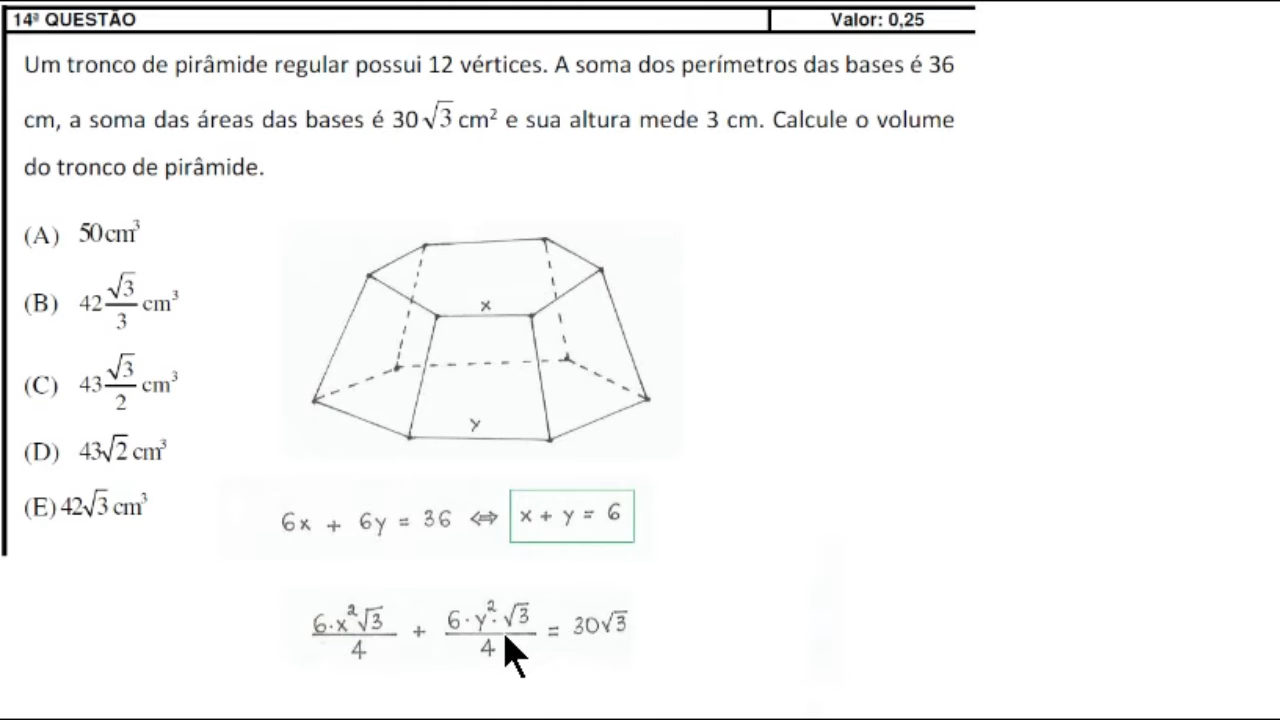 14ª QUESTÃO Valor: 0,25
Um tronco de pirâmide regular possui 12 vértices. A soma dos perímetros das bases é 36
cm, a soma das áreas das bases é 30√3 cm² e sua altura mede 3 cm. Calcule o volume
do tronco de pirâmide.
(A) 50cm³
(B) 42 √3/3 cm³
(C) 43 √3/2 cm³
(D) 43√2 cm³
(E) 42√3 cm³
x
y
6x + 6y = 36 ⇔ x + y = 6
6·x²√3/4 + 6·y²·√3/4 = 30√3